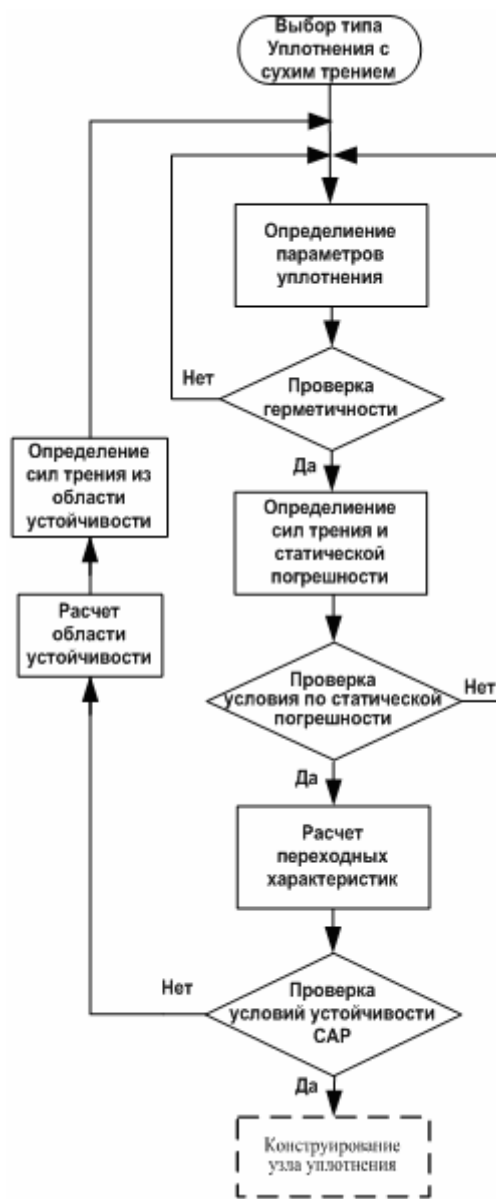 Выбор типа
Уплотнения с
сухим трением
Определиение
параметров
уплотнения
Нет
Проверка
герметичности
Да
Определение
сил трения из
области
устойчивости
Определиение
сил трения и
статической
погрешности
Расчет
области
устойчивости
Проверка
условия по статической
погрешности
Нет
Да
Расчет
переходных
характеристик
Нет
Проверка
условий устойчивости
САР
Да
Конструирование
узла уплотнения